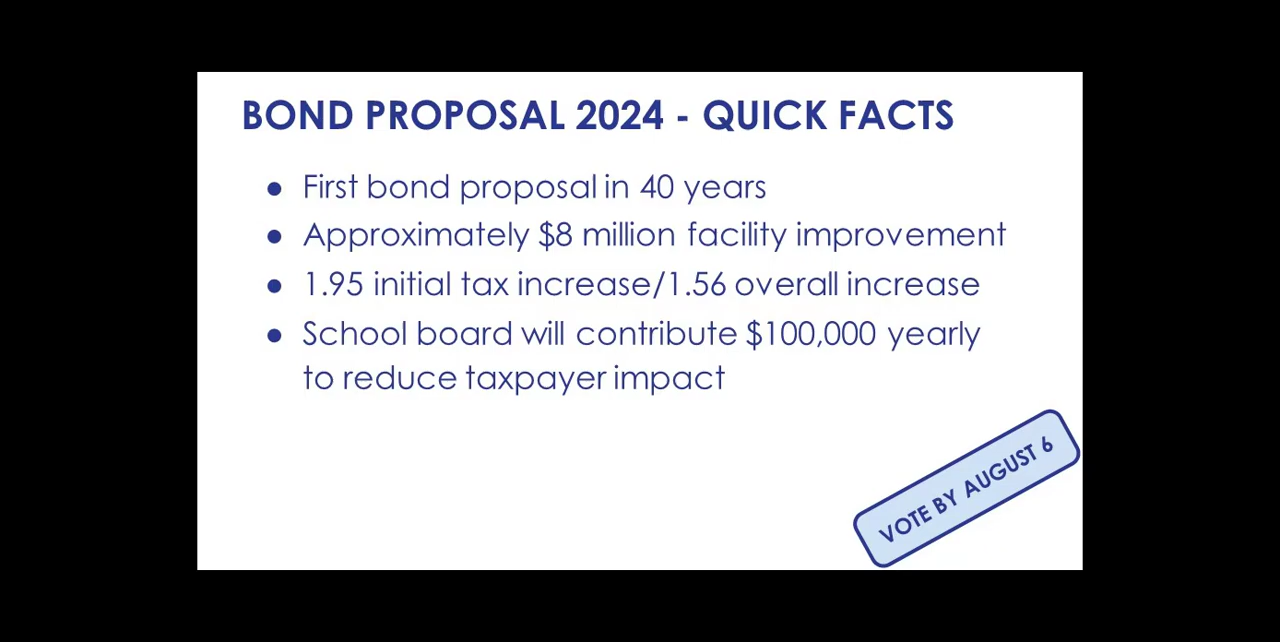 BOND PROPOSAL 2024 - QUICK FACTS
● First bond proposal in 40 years
● Approximately $8 million facility improvement
● 1.95 initial tax increase/1.56 overall increase
● School board will contribute $100,000 yearly
to reduce taxpayer impact
VOTE BY AUGUST 6